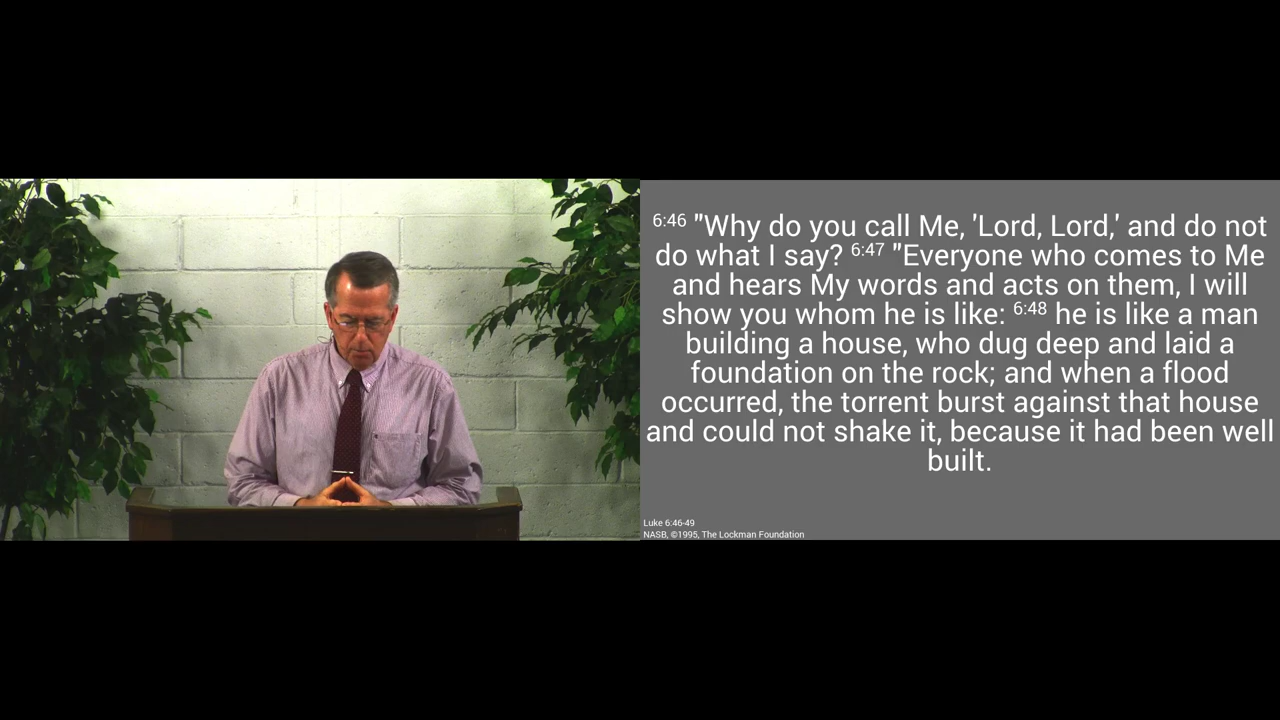 6:46 "Why do you call Me, 'Lord, Lord,' and do not
do what I say? 6:47 "Everyone who comes to Me
and hears My words and acts on them, I will
show you whom he is like: 6:48 he is like a man
building a house, who dug deep and laid a
foundation on the rock; and when a flood
occurred, the torrent burst against that house
and could not shake it, because it had been well
built.
Luke 6:46-49
NASB, ©1995, The Lockman Foundation